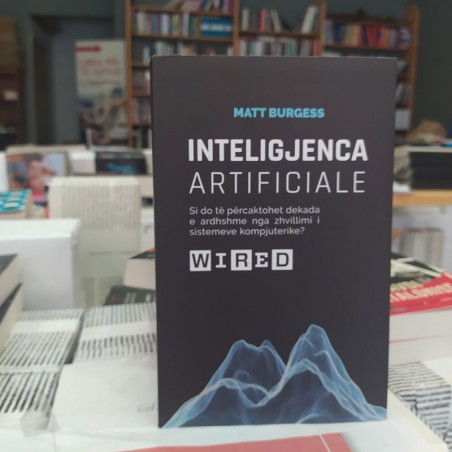 MATT BURGESS
INTELIGJENCA
ARTIFICIALE
Si do të përcaktohet dekada
e ardhshme nga zhvillimi i
sistemeve kompjuterike?
WIRED